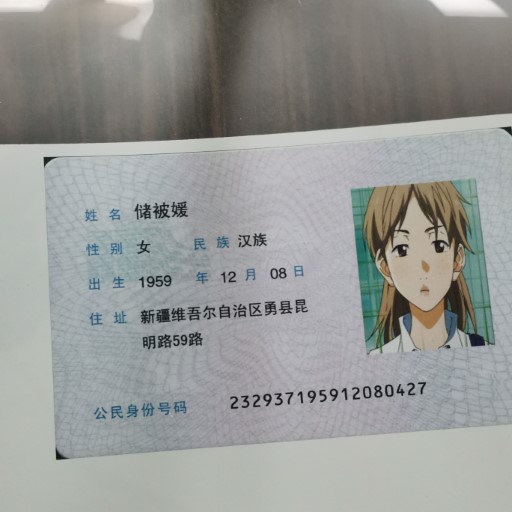 姓名 储被媛
性别 女 民族 汉族
出生 1959 年 12 月 08 日
住址 新疆维吾尔自治区勇县昆
明路59路
公民身份号码 232937195912080427